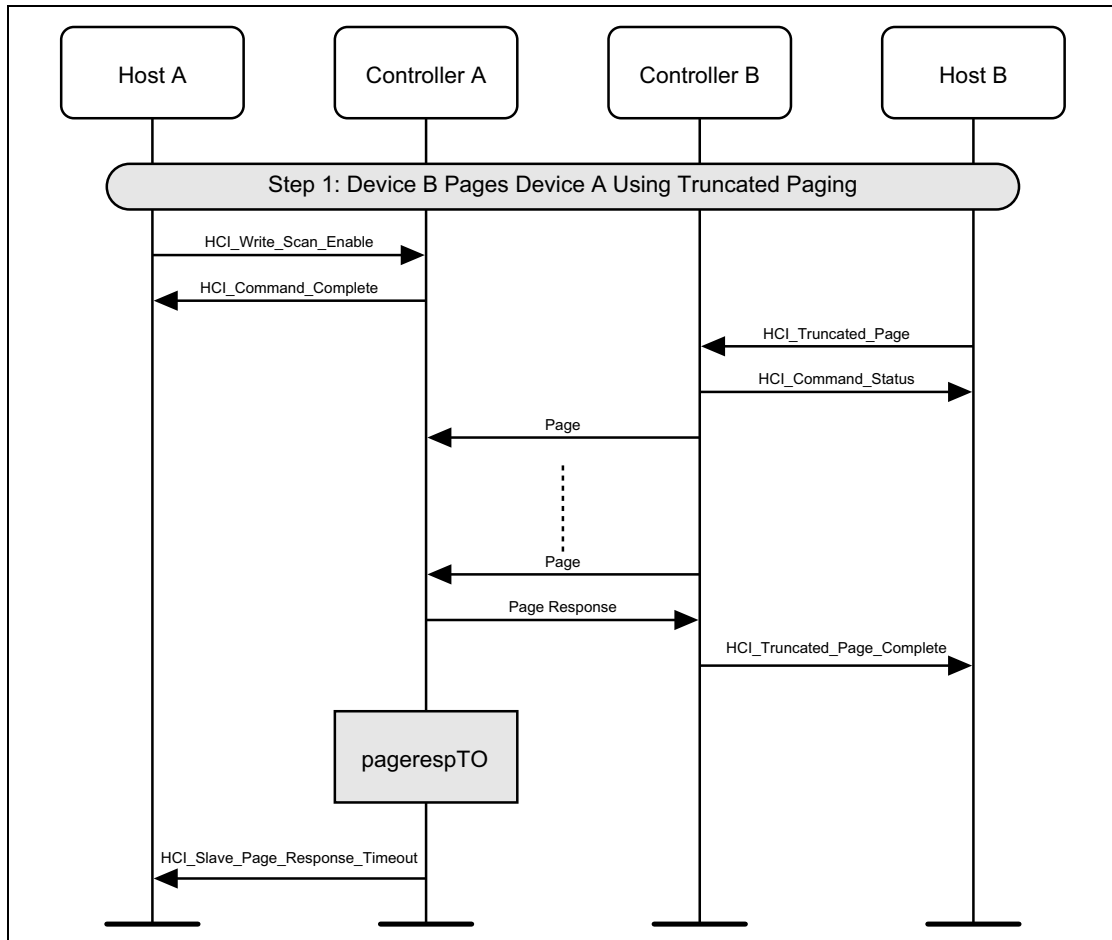 Host A
Controller A
Controller B
Host B
Step 1: Device B Pages Device A Using Truncated Paging
HCI_Write_Scan_Enable
HCI_Command_Complete
HCI_Truncated_Page
HCI_Command_Status
Page
Page
Page Response
HCI_Truncated_Page_Complete
pagerespTO
HCI_Slave_Page_Response_Timeout